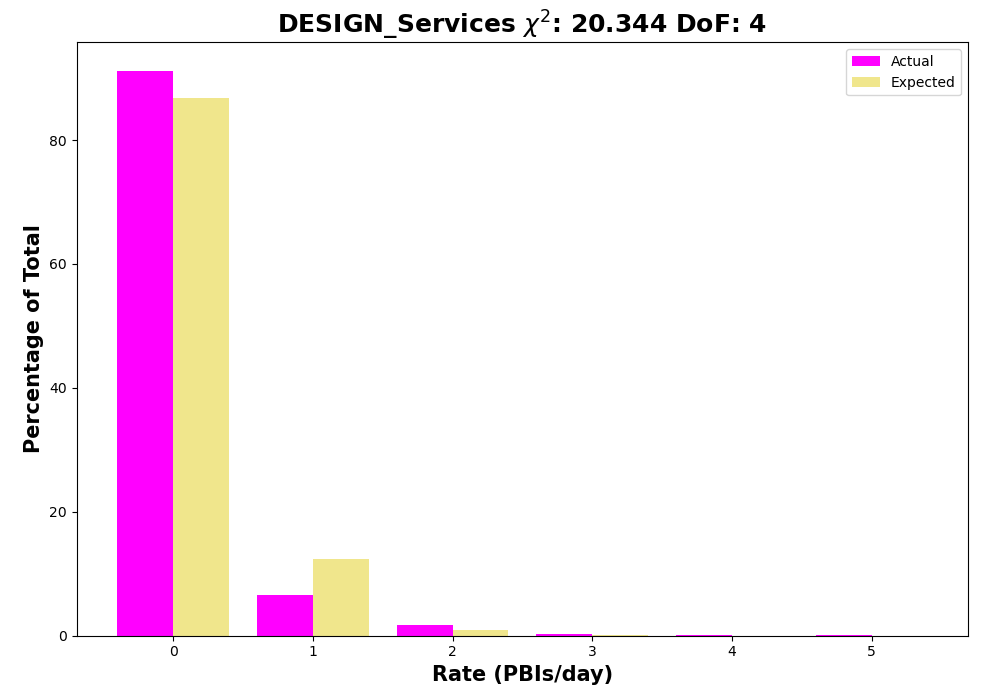 DESIGN_Services χ²: 20.344 DoF: 4
Actual
Expected
Percentage of Total
80
60
40
20
0
0 1 2 3 4 5
Rate (PBIs/day)